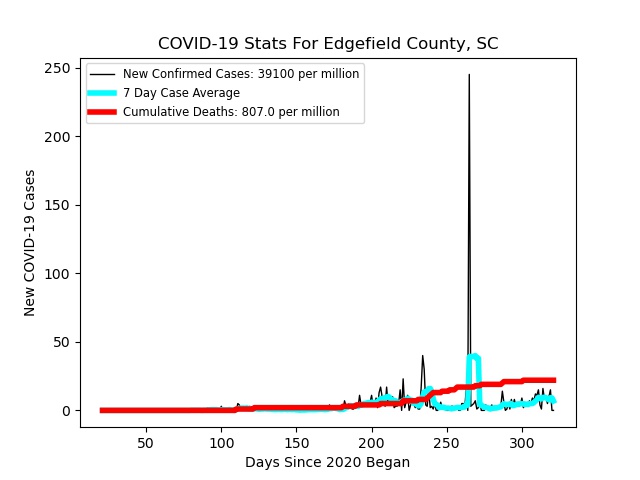 COVID-19 Stats For Edgefield County, SC
New Confirmed Cases: 39100 per million
7 Day Case Average
Cumulative Deaths: 807.0 per million
New COVID-19 Cases
250
200
150
100
50
0
50 100 150 200 250 300
Days Since 2020 Began